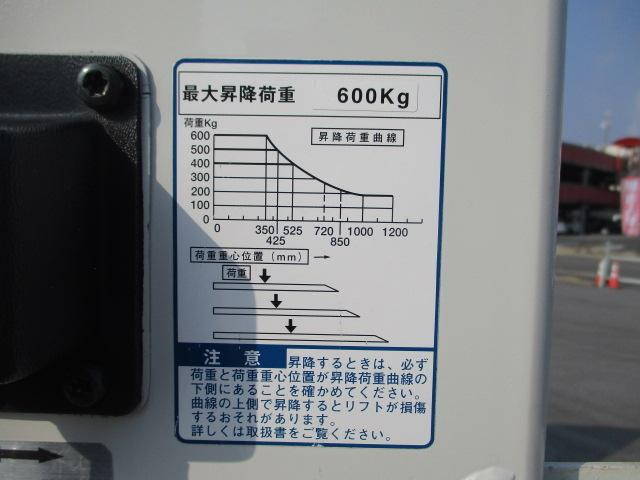 最大昇降荷重 600Kg
荷重Kg
昇降荷重曲線
600
500
400
300
200
100
0
0 350 525 720 1000 1200
425 850
荷重重心位置(mm) →
荷重
注意 昇降するときは、必ず
荷重と荷重重心位置が昇降荷重曲線の
下側にあることを確かめてください。
曲線の上側で昇降するとリフトが損傷
するおそれがあります。
詳しくは取扱書をご覧ください。